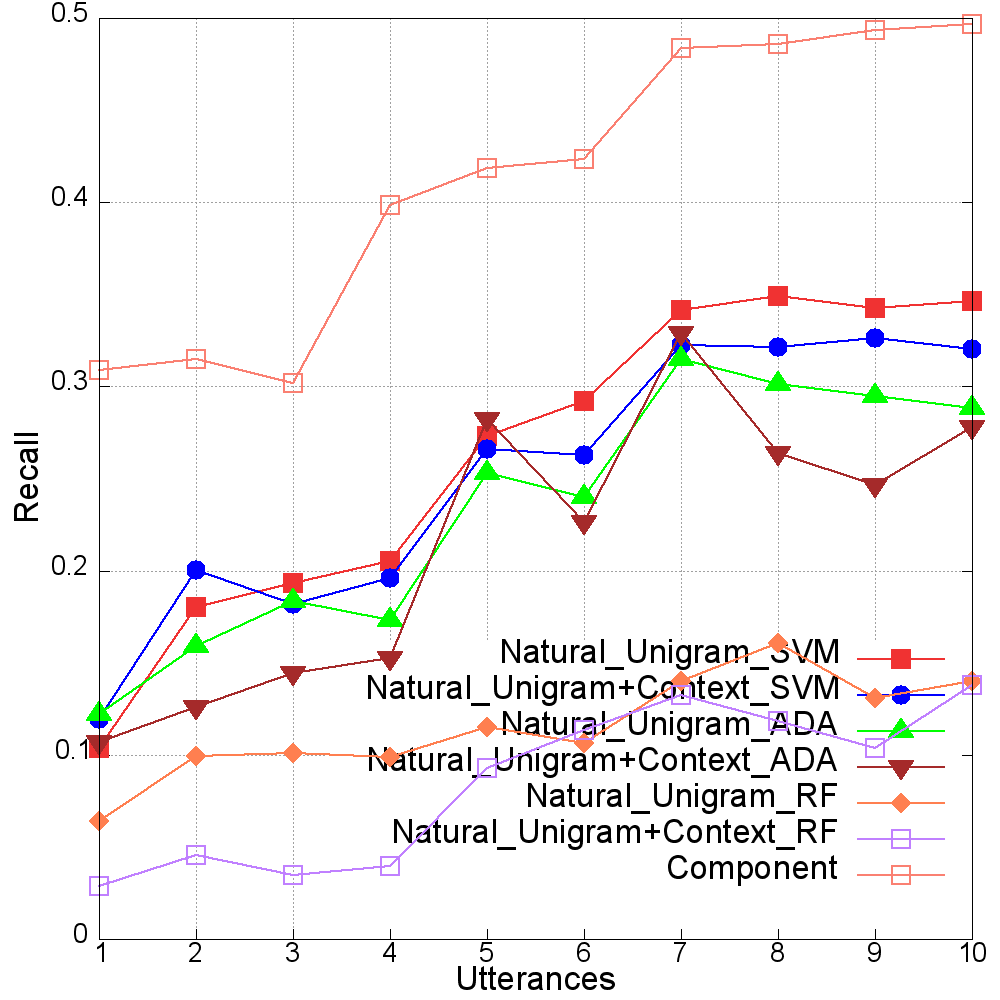 0.5
0.4
0.3
0.2
0.1
0
Recall
Natural_Unigram_SVM
Natural_Unigram+Context_SVM
Natural_Unigram_ADA
Natural_Unigram+Context_ADA
Natural_Unigram_RF
Natural_Unigram+Context_RF
Component
1 2 3 4 5 6 7 8 9 10
Utterances